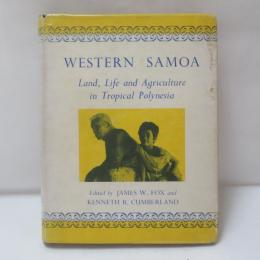 WESTERN SAMOA
Land, Life and Agriculture
in Tropical Polynesia
Edited by JAMES W. FOX and
KENNETH B. CUMBERLAND